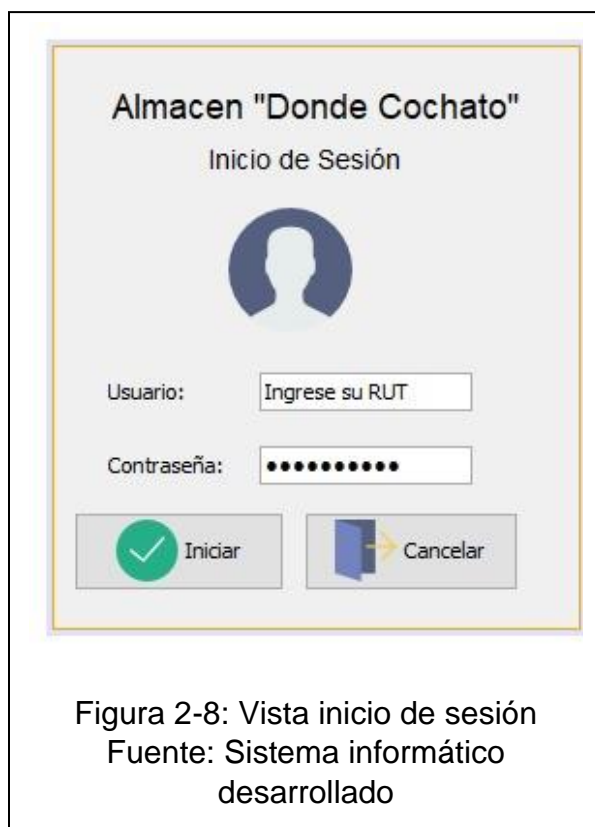 Almacen "Donde Cochato"
Inicio de Sesión
Usuario: Ingrese su RUT
Contraseña: ••••••••••
Iniciar Cancelar
Figura 2-8: Vista inicio de sesión
Fuente: Sistema informático
desarrollado